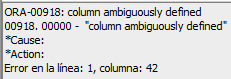 ORA-00918: column ambiguously defined
00918. 00000 - "column ambiguously defined"
*Cause:
*Action:
Error en la línea: 1, columna: 42